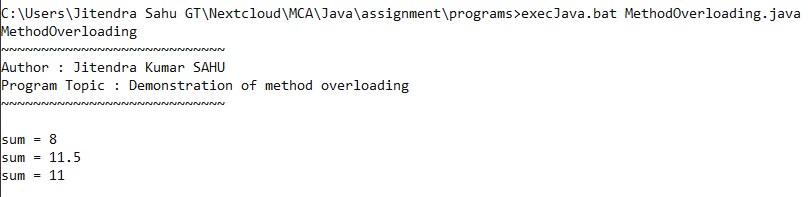 C:\Users\Jitendra Sahu GT\Nextcloud\MCA\Java\assignment\programs>execJava.bat MethodOverloading.java
MethodOverloading
~~~~~~~~~~~~~~~~~~~~~~~~~~~~
Author : Jitendra Kumar SAHU
Program Topic : Demonstration of method overloading
~~~~~~~~~~~~~~~~~~~~~~~~~~~~
sum = 8
sum = 11.5
sum = 11